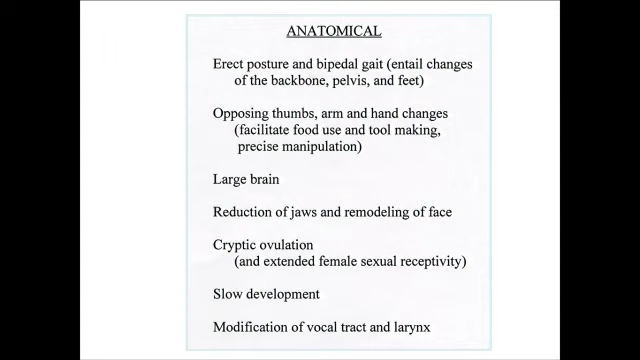 ANATOMICAL
Erect posture and bipedal gait (entail changes
of the backbone, pelvis, and feet)
Opposing thumbs, arm and hand changes
(facilitate food use and tool making,
precise manipulation)
Large brain
Reduction of jaws and remodeling of face
Cryptic ovulation
(and extended female sexual receptivity)
Slow development
Modification of vocal tract and larynx